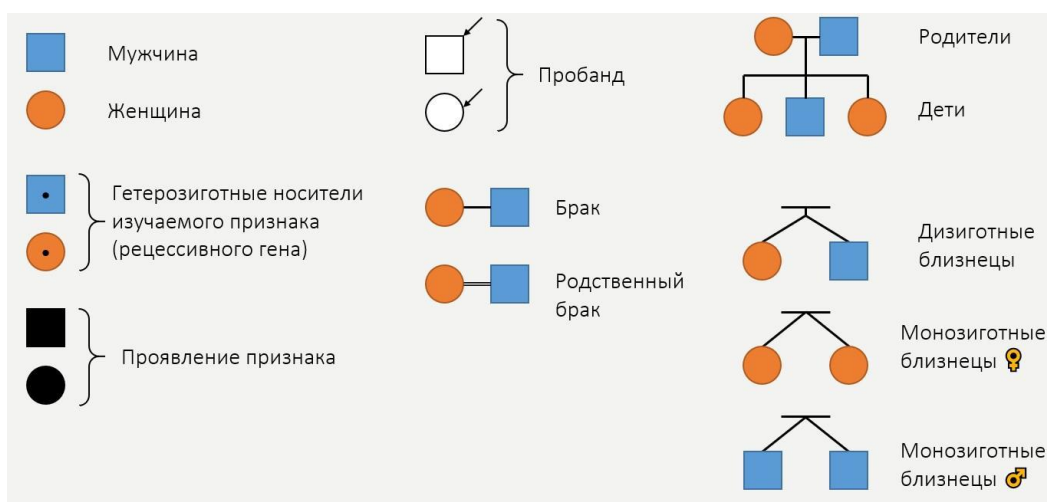 Мужчина
Женщина
Гетерозиготные носители
изучаемого признака
(рецессивного гена)
Проявление признака
Пробанд
Брак
Родственный
брак
Родители
Дети
Дизиготные
близнецы
Монозиготные
близнецы ♀
Монозиготные
близнецы ♂